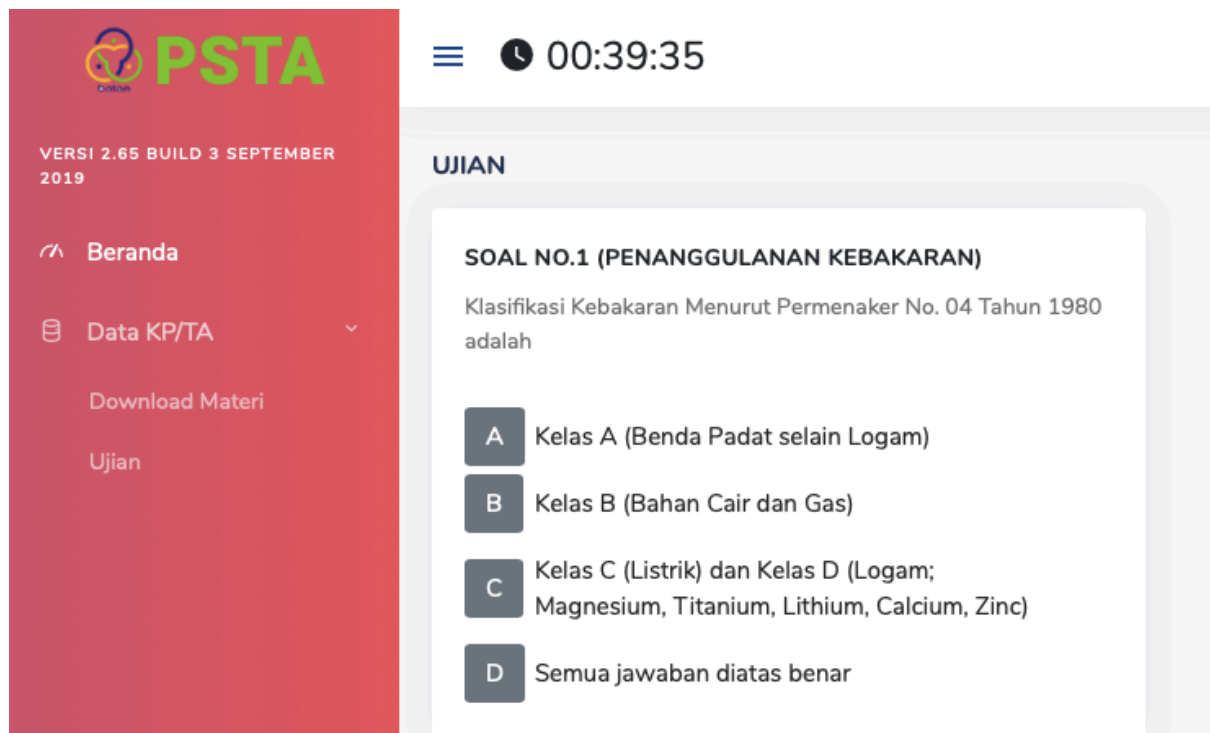 batan
PSTA
00:39:35
VERSI 2.65 BUILD 3 SEPTEMBER
2019
Beranda
Data KP/TA
Download Materi
Ujian
UJIAN
SOAL NO.1 (PENANGGULANAN KEBAKARAN)
Klasifikasi Kebakaran Menurut Permenaker No. 04 Tahun 1980
adalah
A Kelas A (Benda Padat selain Logam)
B Kelas B (Bahan Cair dan Gas)
C Kelas C (Listrik) dan Kelas D (Logam;
Magnesium, Titanium, Lithium, Calcium, Zinc)
D Semua jawaban diatas benar